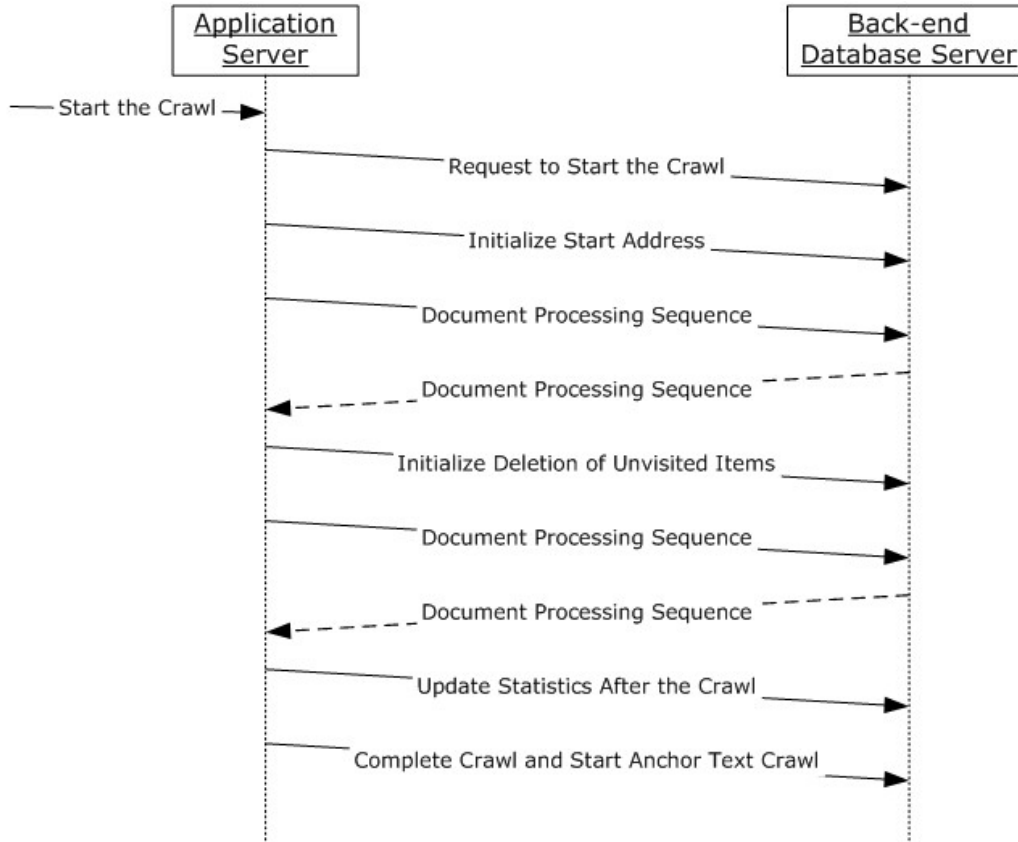 Application
Server
Back-end
Database Server
Start the Crawl
Request to Start the Crawl
Initialize Start Address
Document Processing Sequence
Document Processing Sequence
Initialize Deletion of Unvisited Items
Document Processing Sequence
Document Processing Sequence
Update Statistics After the Crawl
Complete Crawl and Start Anchor Text Crawl